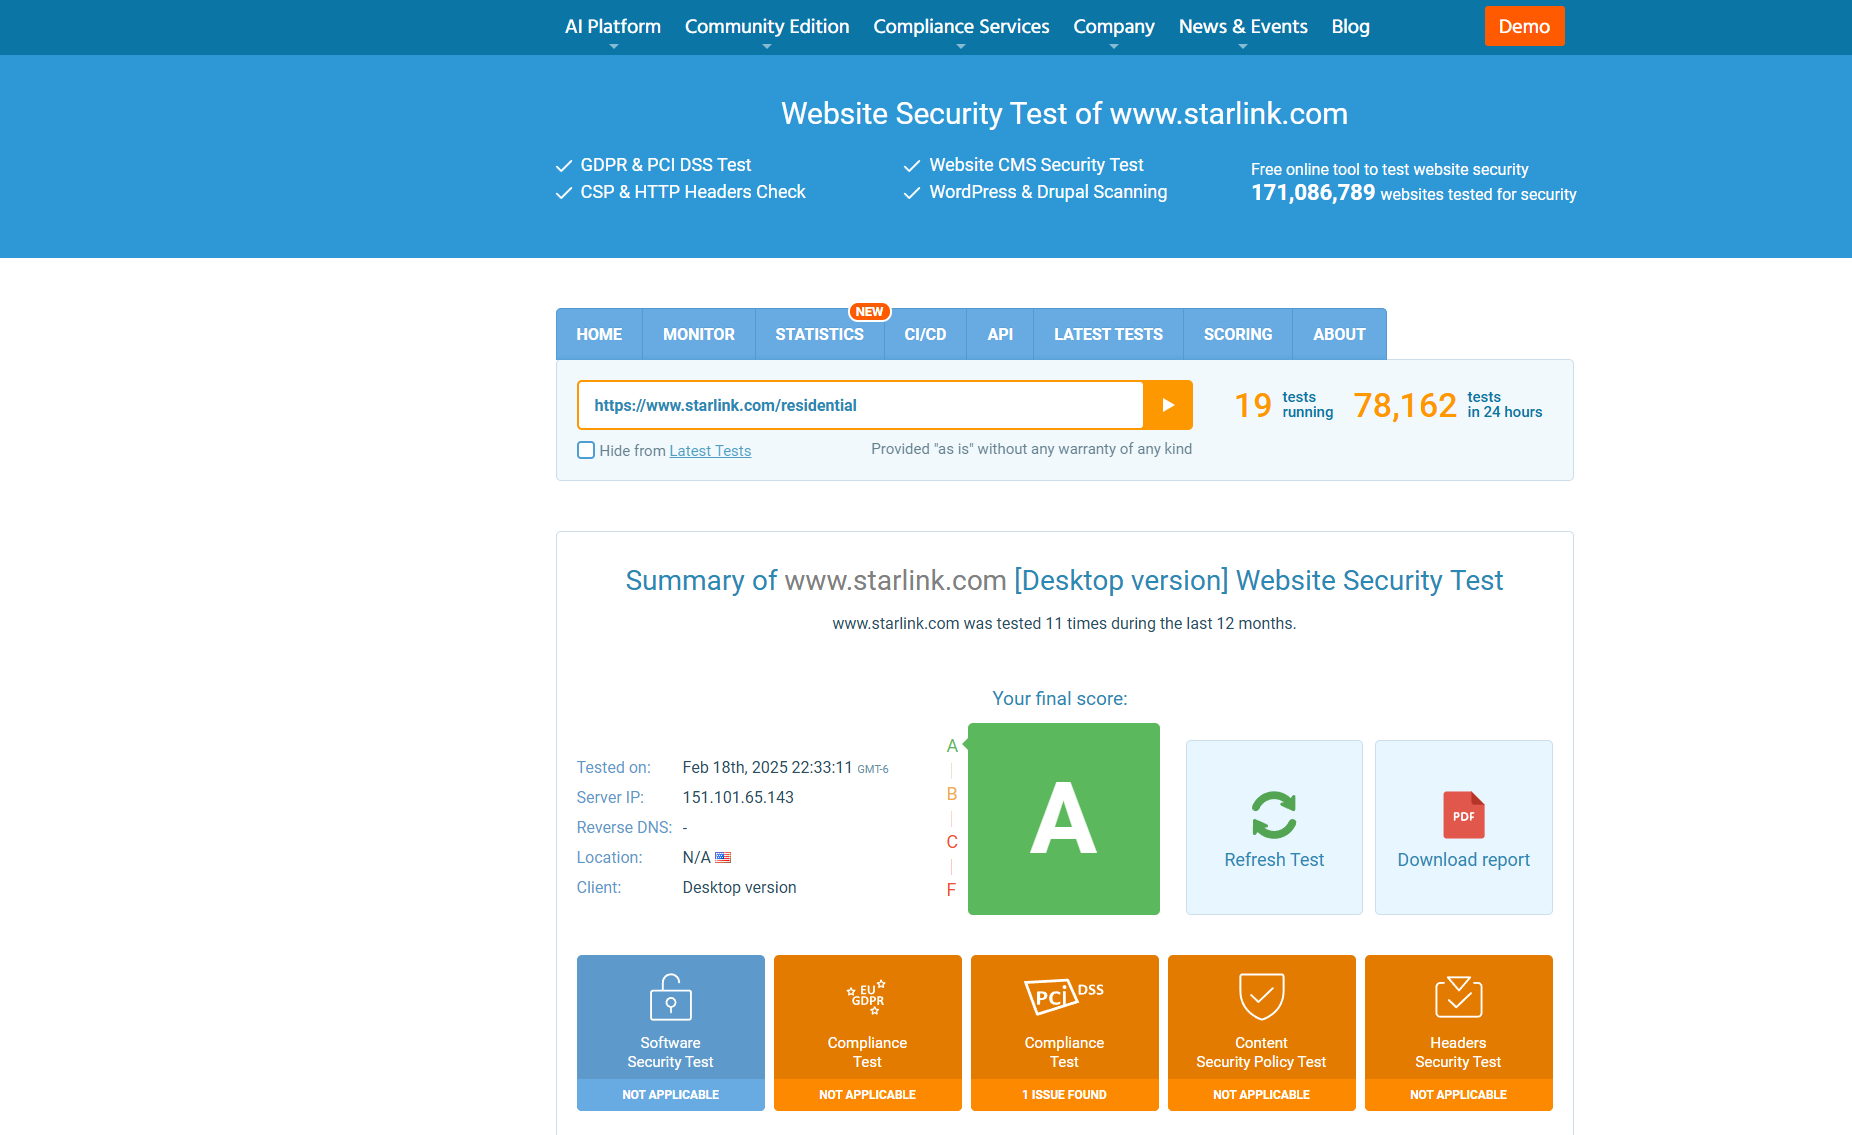 AI Platform Community Edition Compliance Services Company News & Events Blog Demo
Website Security Test of www.starlink.com
GDPR & PCI DSS Test
CSP & HTTP Headers Check
Website CMS Security Test
WordPress & Drupal Scanning
Free online tool to test website security
171,086,789 websites tested for security
NEW
HOME MONITOR STATISTICS CI/CD API LATEST TESTS SCORING ABOUT
https://www.starlink.com/residential
19 tests running
78,162 tests in 24 hours
Hide from Latest Tests
Provided "as is" without any warranty of any kind
Summary of www.starlink.com [Desktop version] Website Security Test
www.starlink.com was tested 11 times during the last 12 months.
Your final score:
Tested on: Feb 18th, 2025 22:33:11 GMT-6
Server IP: 151.101.65.143
Reverse DNS: -
Location: N/A
Client: Desktop version
A
B
C
F
A
Refresh Test
PDF
Download report
Software
Security Test
NOT APPLICABLE
EU
GDPR
Compliance
Test
NOT APPLICABLE
PCI DSS
Compliance
Test
1 ISSUE FOUND
Content
Security Policy Test
NOT APPLICABLE
Headers
Security Test
NOT APPLICABLE